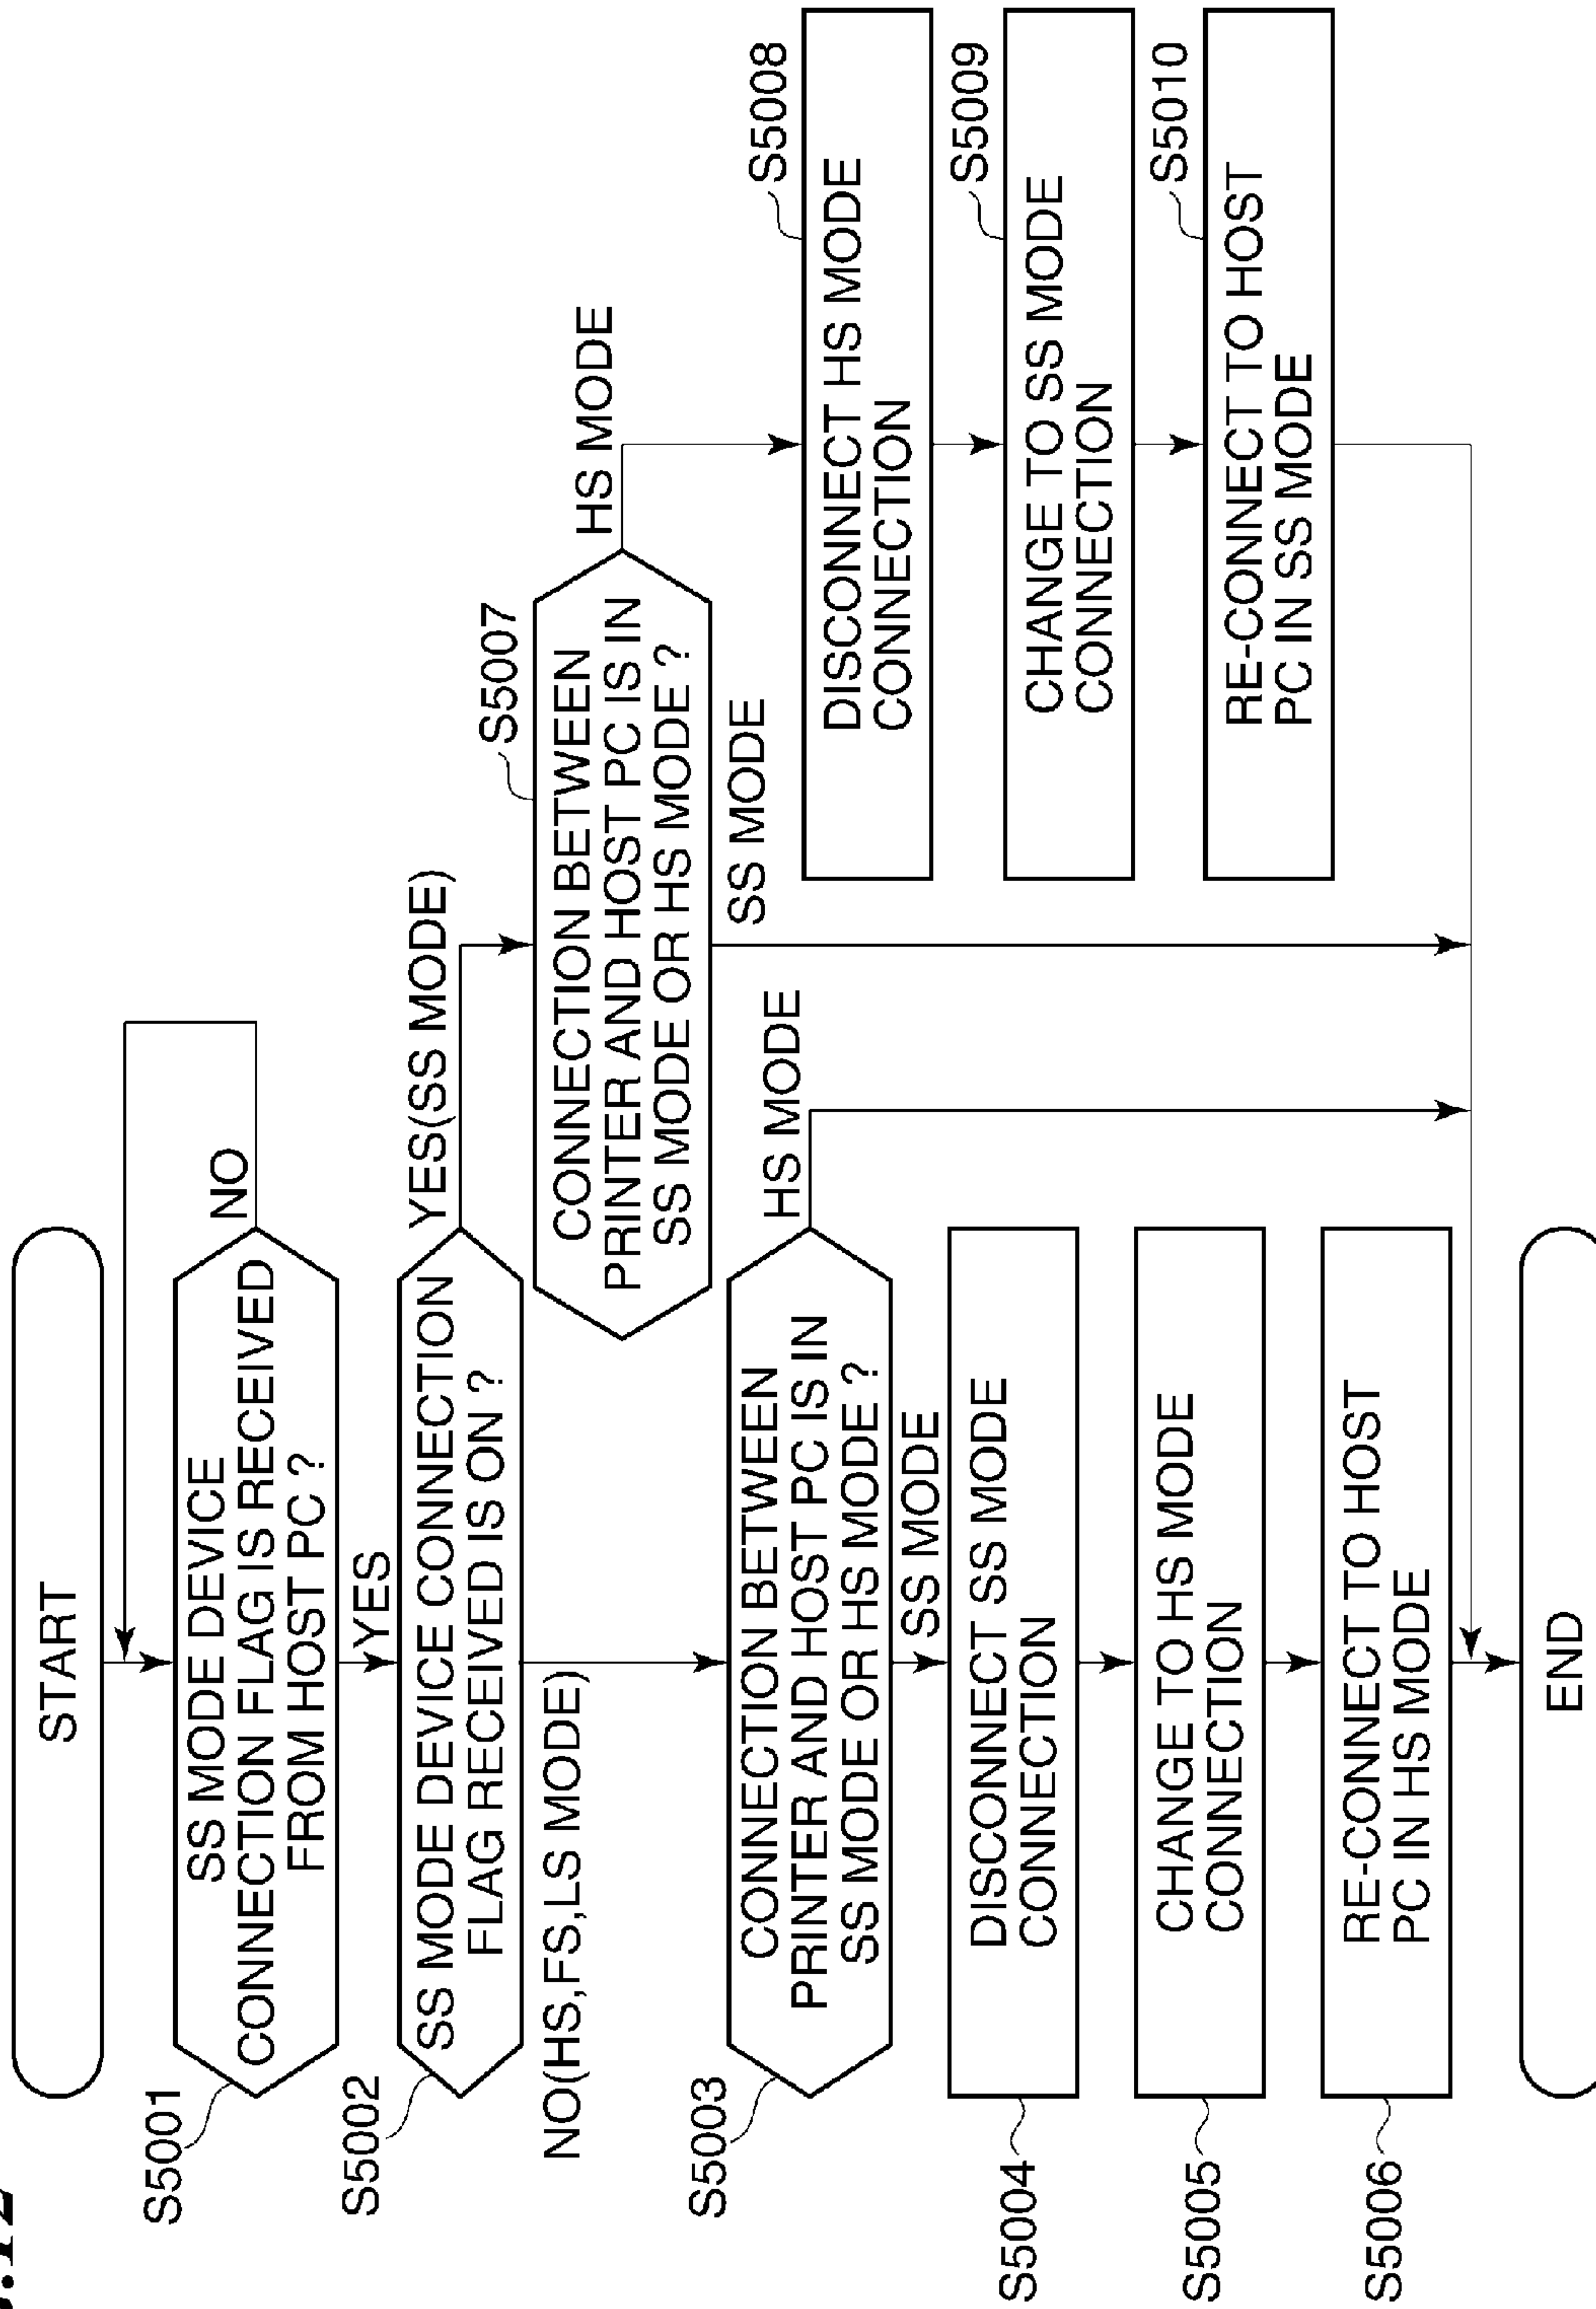 START
S5001
SS MODE DEVICE
CONNECTION FLAG IS RECEIVED
FROM HOST PC ?
NO
YES
S5002
SS MODE DEVICE CONNECTION
FLAG RECEIVED IS ON ?
YES(SS MODE)
NO(HS,FS,LS MODE)
S5007
CONNECTION BETWEEN
PRINTER AND HOST PC IS IN
SS MODE OR HS MODE ?
HS MODE
SS MODE
S5003
CONNECTION BETWEEN
PRINTER AND HOST PC IS IN
SS MODE OR HS MODE ?
HS MODE
SS MODE
S5008
DISCONNECT HS MODE
CONNECTION
S5004
DISCONNECT SS MODE
CONNECTION
S5009
CHANGE TO SS MODE
CONNECTION
S5005
CHANGE TO HS MODE
CONNECTION
S5010
RE-CONNECT TO HOST
PC IN SS MODE
S5006
RE-CONNECT TO HOST
PC IN HS MODE
END